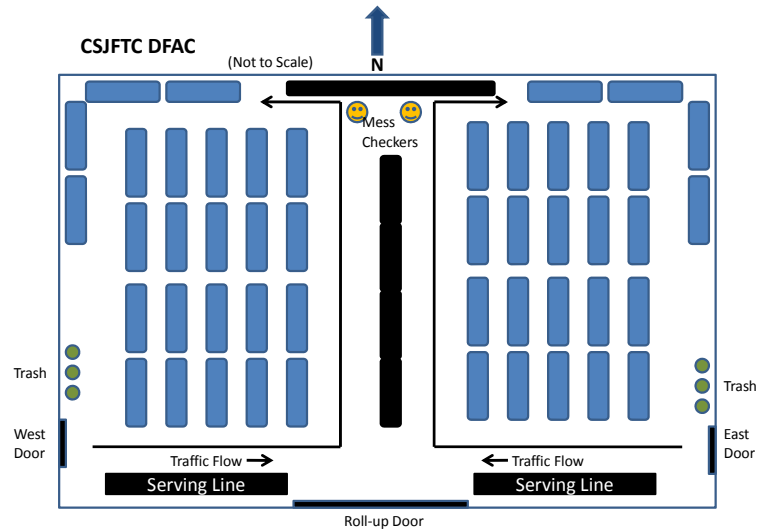 CSJFTC DFAC
(Not to Scale)
N
Mess
Checkers
Trash
Trash
West
Door
East
Door
Traffic Flow
Traffic Flow
Serving Line
Serving Line
Roll-up Door